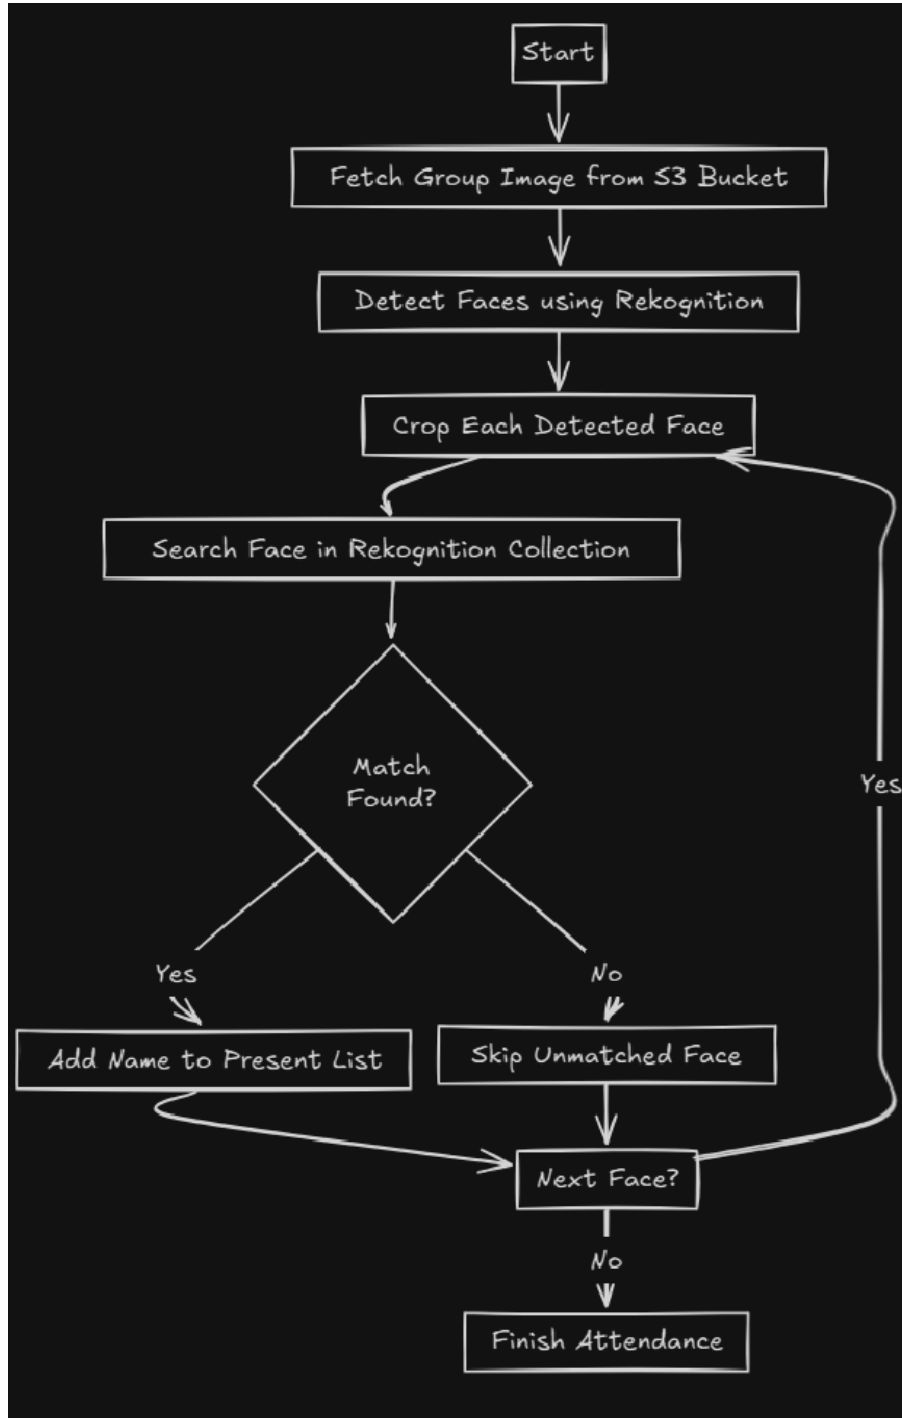 Start
Fetch Group Image from S3 Bucket
Detect Faces using Rekognition
Crop Each Detected Face
Search Face in Rekognition Collection
Match
Found?
Yes
Yes
No
Add Name to Present List
Skip Unmatched Face
Next Face?
No
Finish Attendance